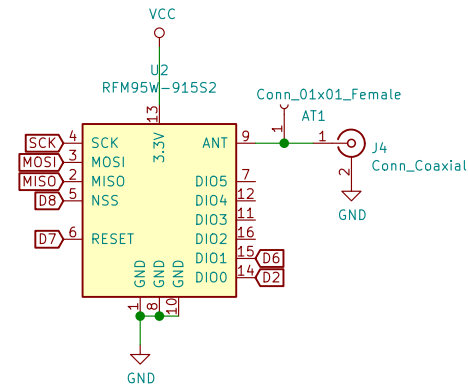 VCC
U2
RFM95W-915S2
Conn_01x01_Female
AT1
13
3.3V
1
SCK 4 SCK
ANT 9
1
J4
MOSI 3 MOSI
Conn_Coaxial
MISO 2 MISO
DIO5 7
2
D8 5 NSS
DIO4 12
DIO3 11
GND
D7 6 RESET
DIO2 16
DIO1 15 D6
DIO0 14 D2
GND GND GND
1 8 10
GND